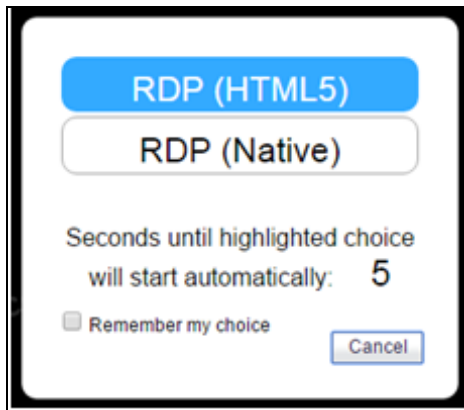 RDP (HTML5)
RDP (Native)
Seconds until highlighted choice
will start automatically: 5
Remember my choice
Cancel